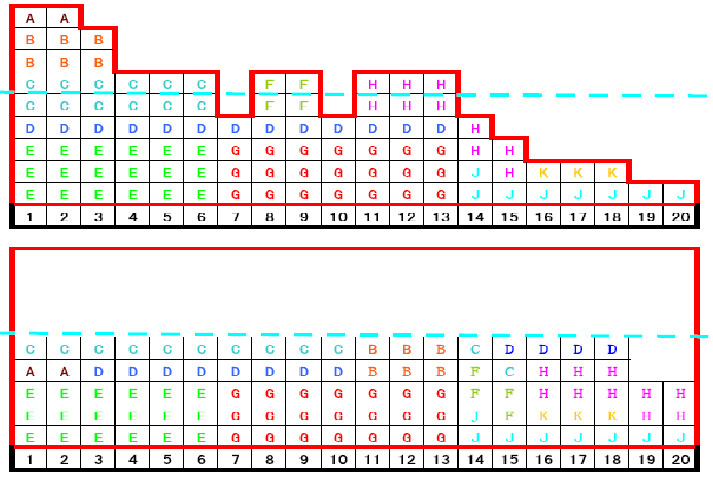 A A
B B B
B B B
C C C C C C F F H H H
C C C C C C F F H H H
D D D D D D D D D D D D D H
E E E E E E G G G G G G G H H
E E E E E E G G G G G G G J H K K K
E E E E E E G G G G G G G J J J J J J J
1 2 3 4 5 6 7 8 9 10 11 12 13 14 15 16 17 18 19 20
C C C C C C C C C C B B B C D D D D
A A D D D D D D D D B B B F C H H H
E E E E E E G G G G G G G F F H H H H H
E E E E E E G G G G G G G J F K K K H H
E E E E E E G G G G G G G J J J J J J J
1 2 3 4 5 6 7 8 9 10 11 12 13 14 15 16 17 18 19 20